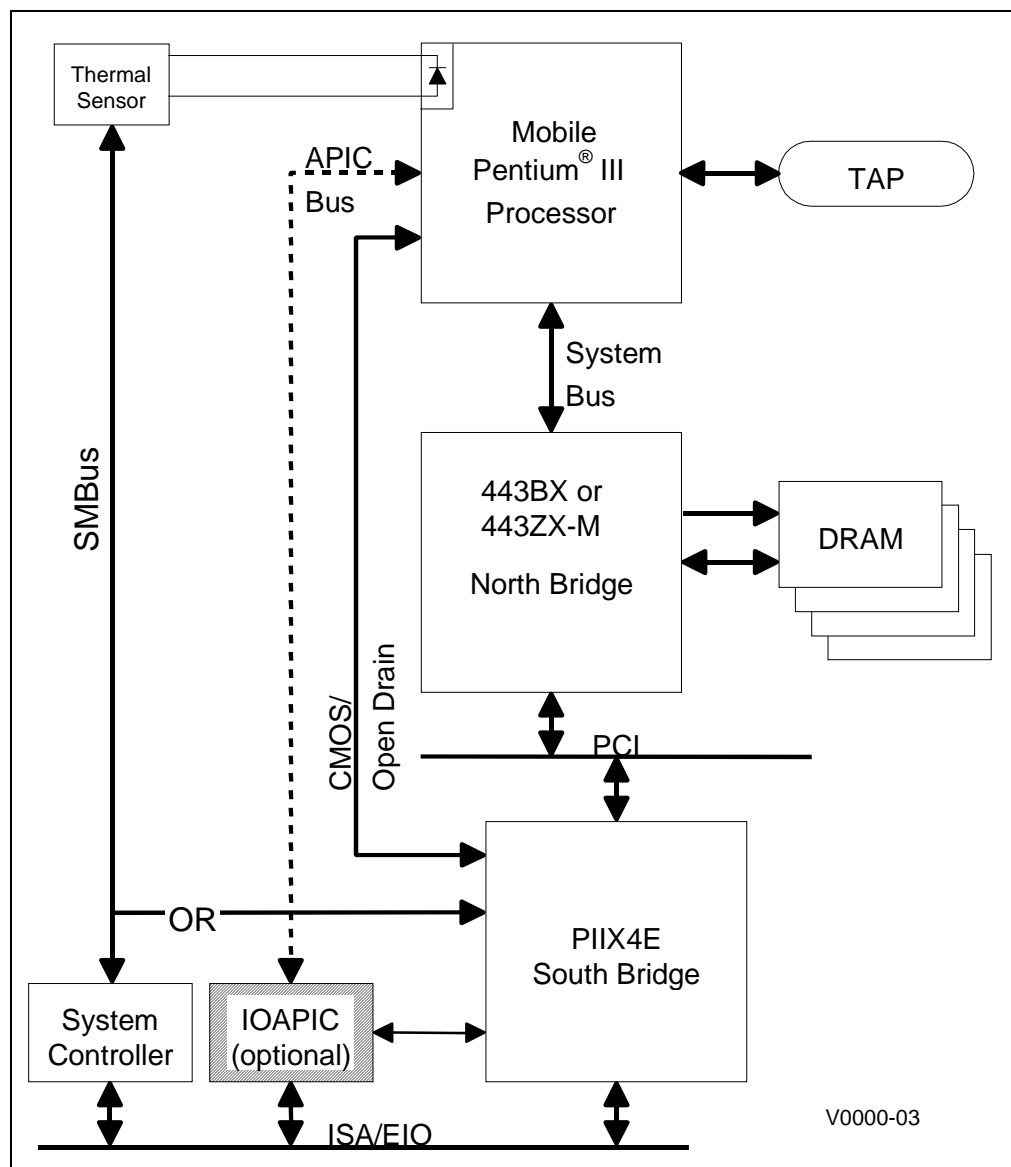 Thermal
Sensor
Mobile
Pentium® III
Processor
APIC
Bus
TAP
System
Bus
SMBus
443BX or
443ZX-M
North Bridge
DRAM
CMOS/
Open Drain
PCI
OR
PIIX4E
South Bridge
System
Controller
IOAPIC
(optional)
ISA/EIO
V0000-03